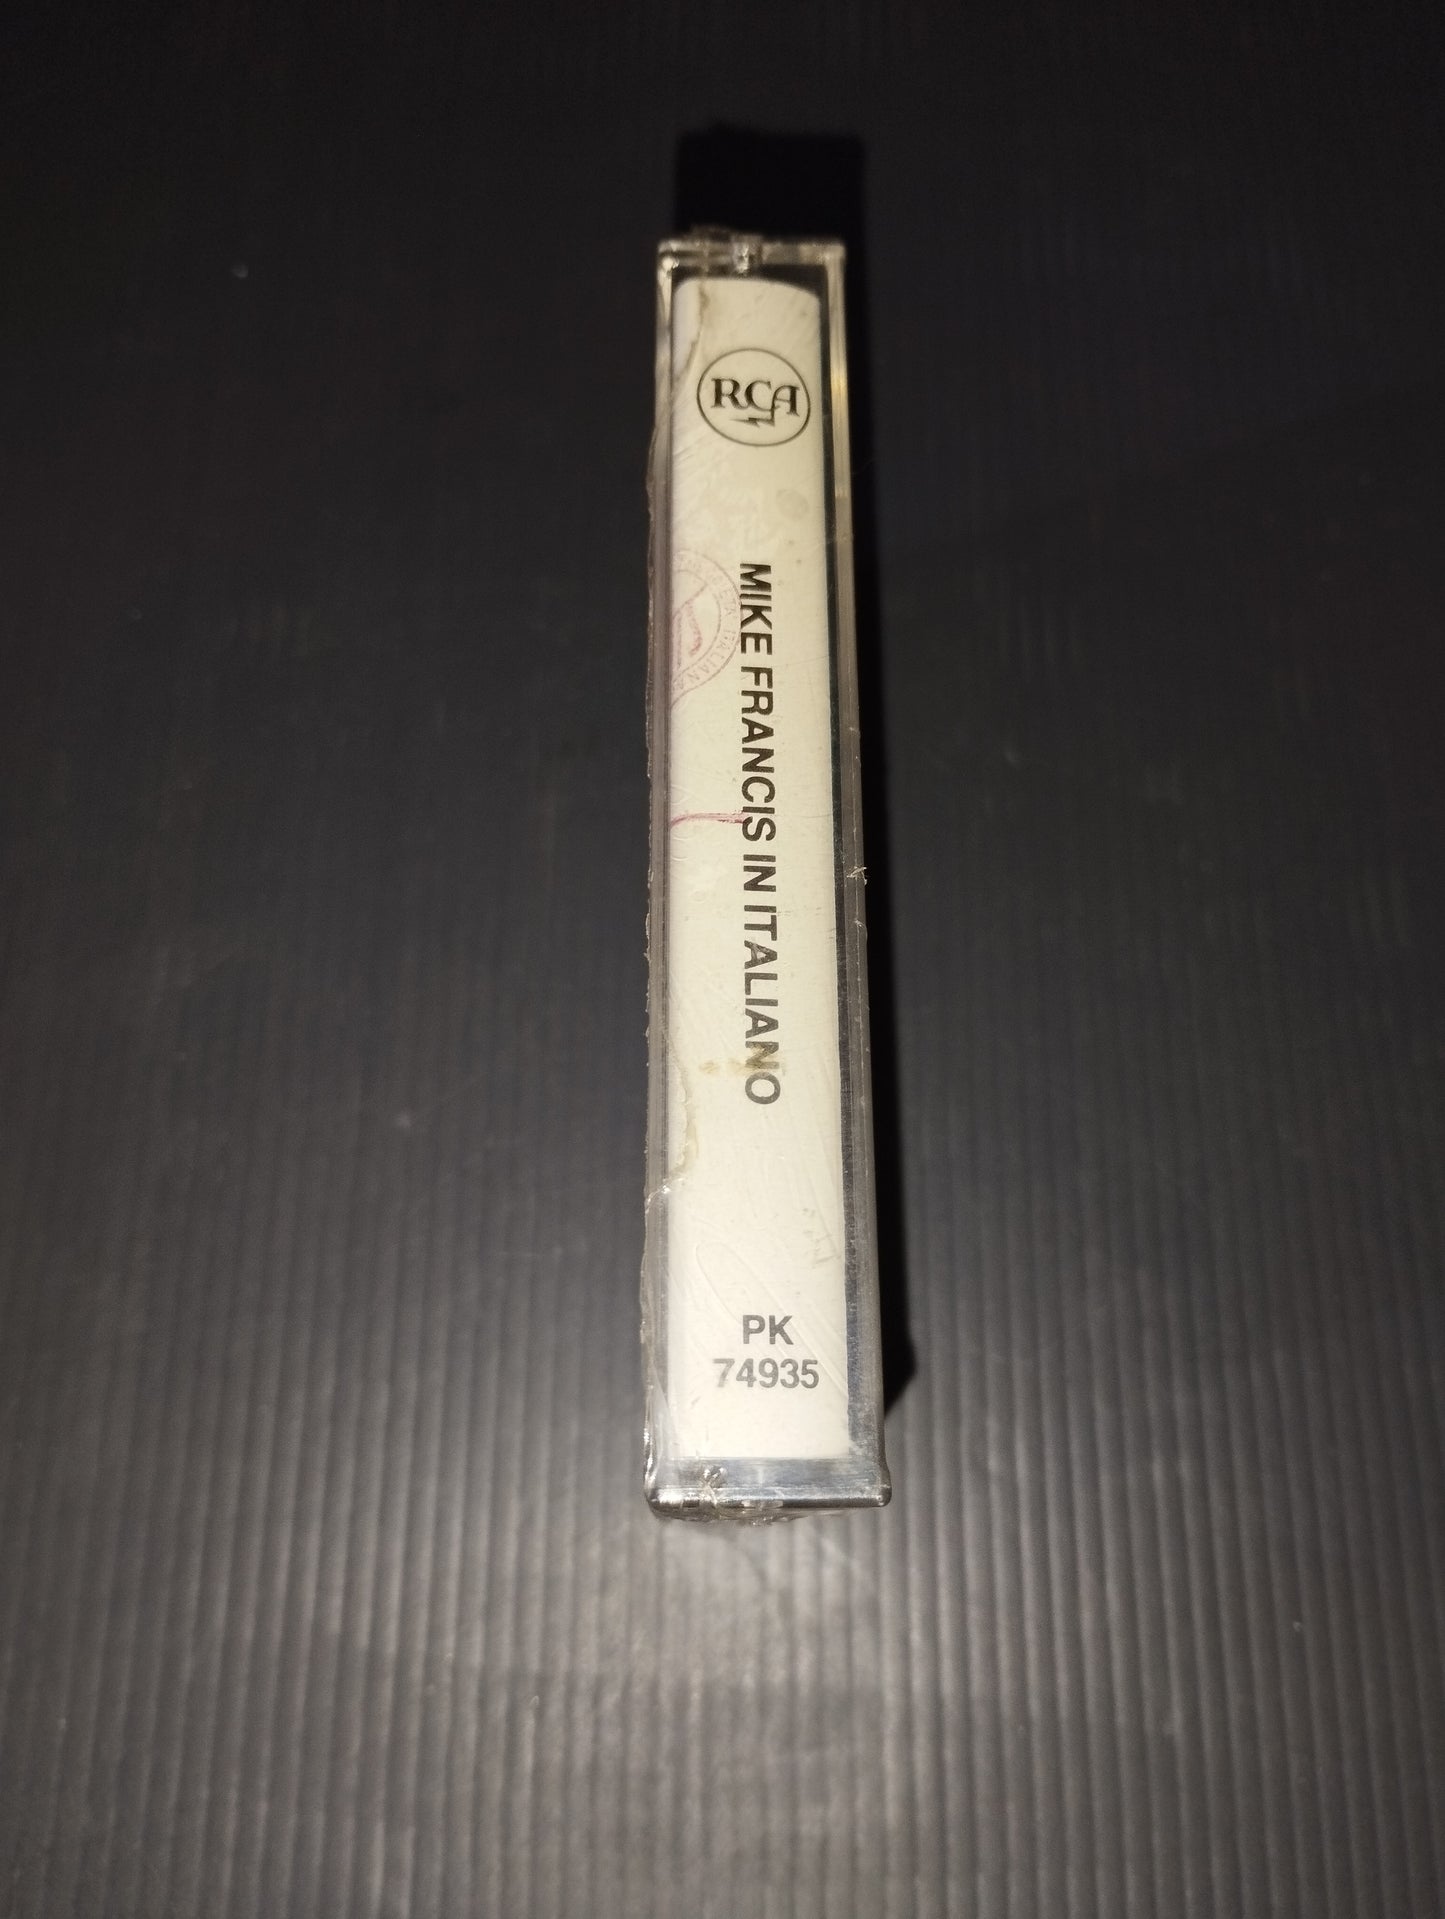 RCA
MIKE FRANCIS IN ITALIANO
PK
74935